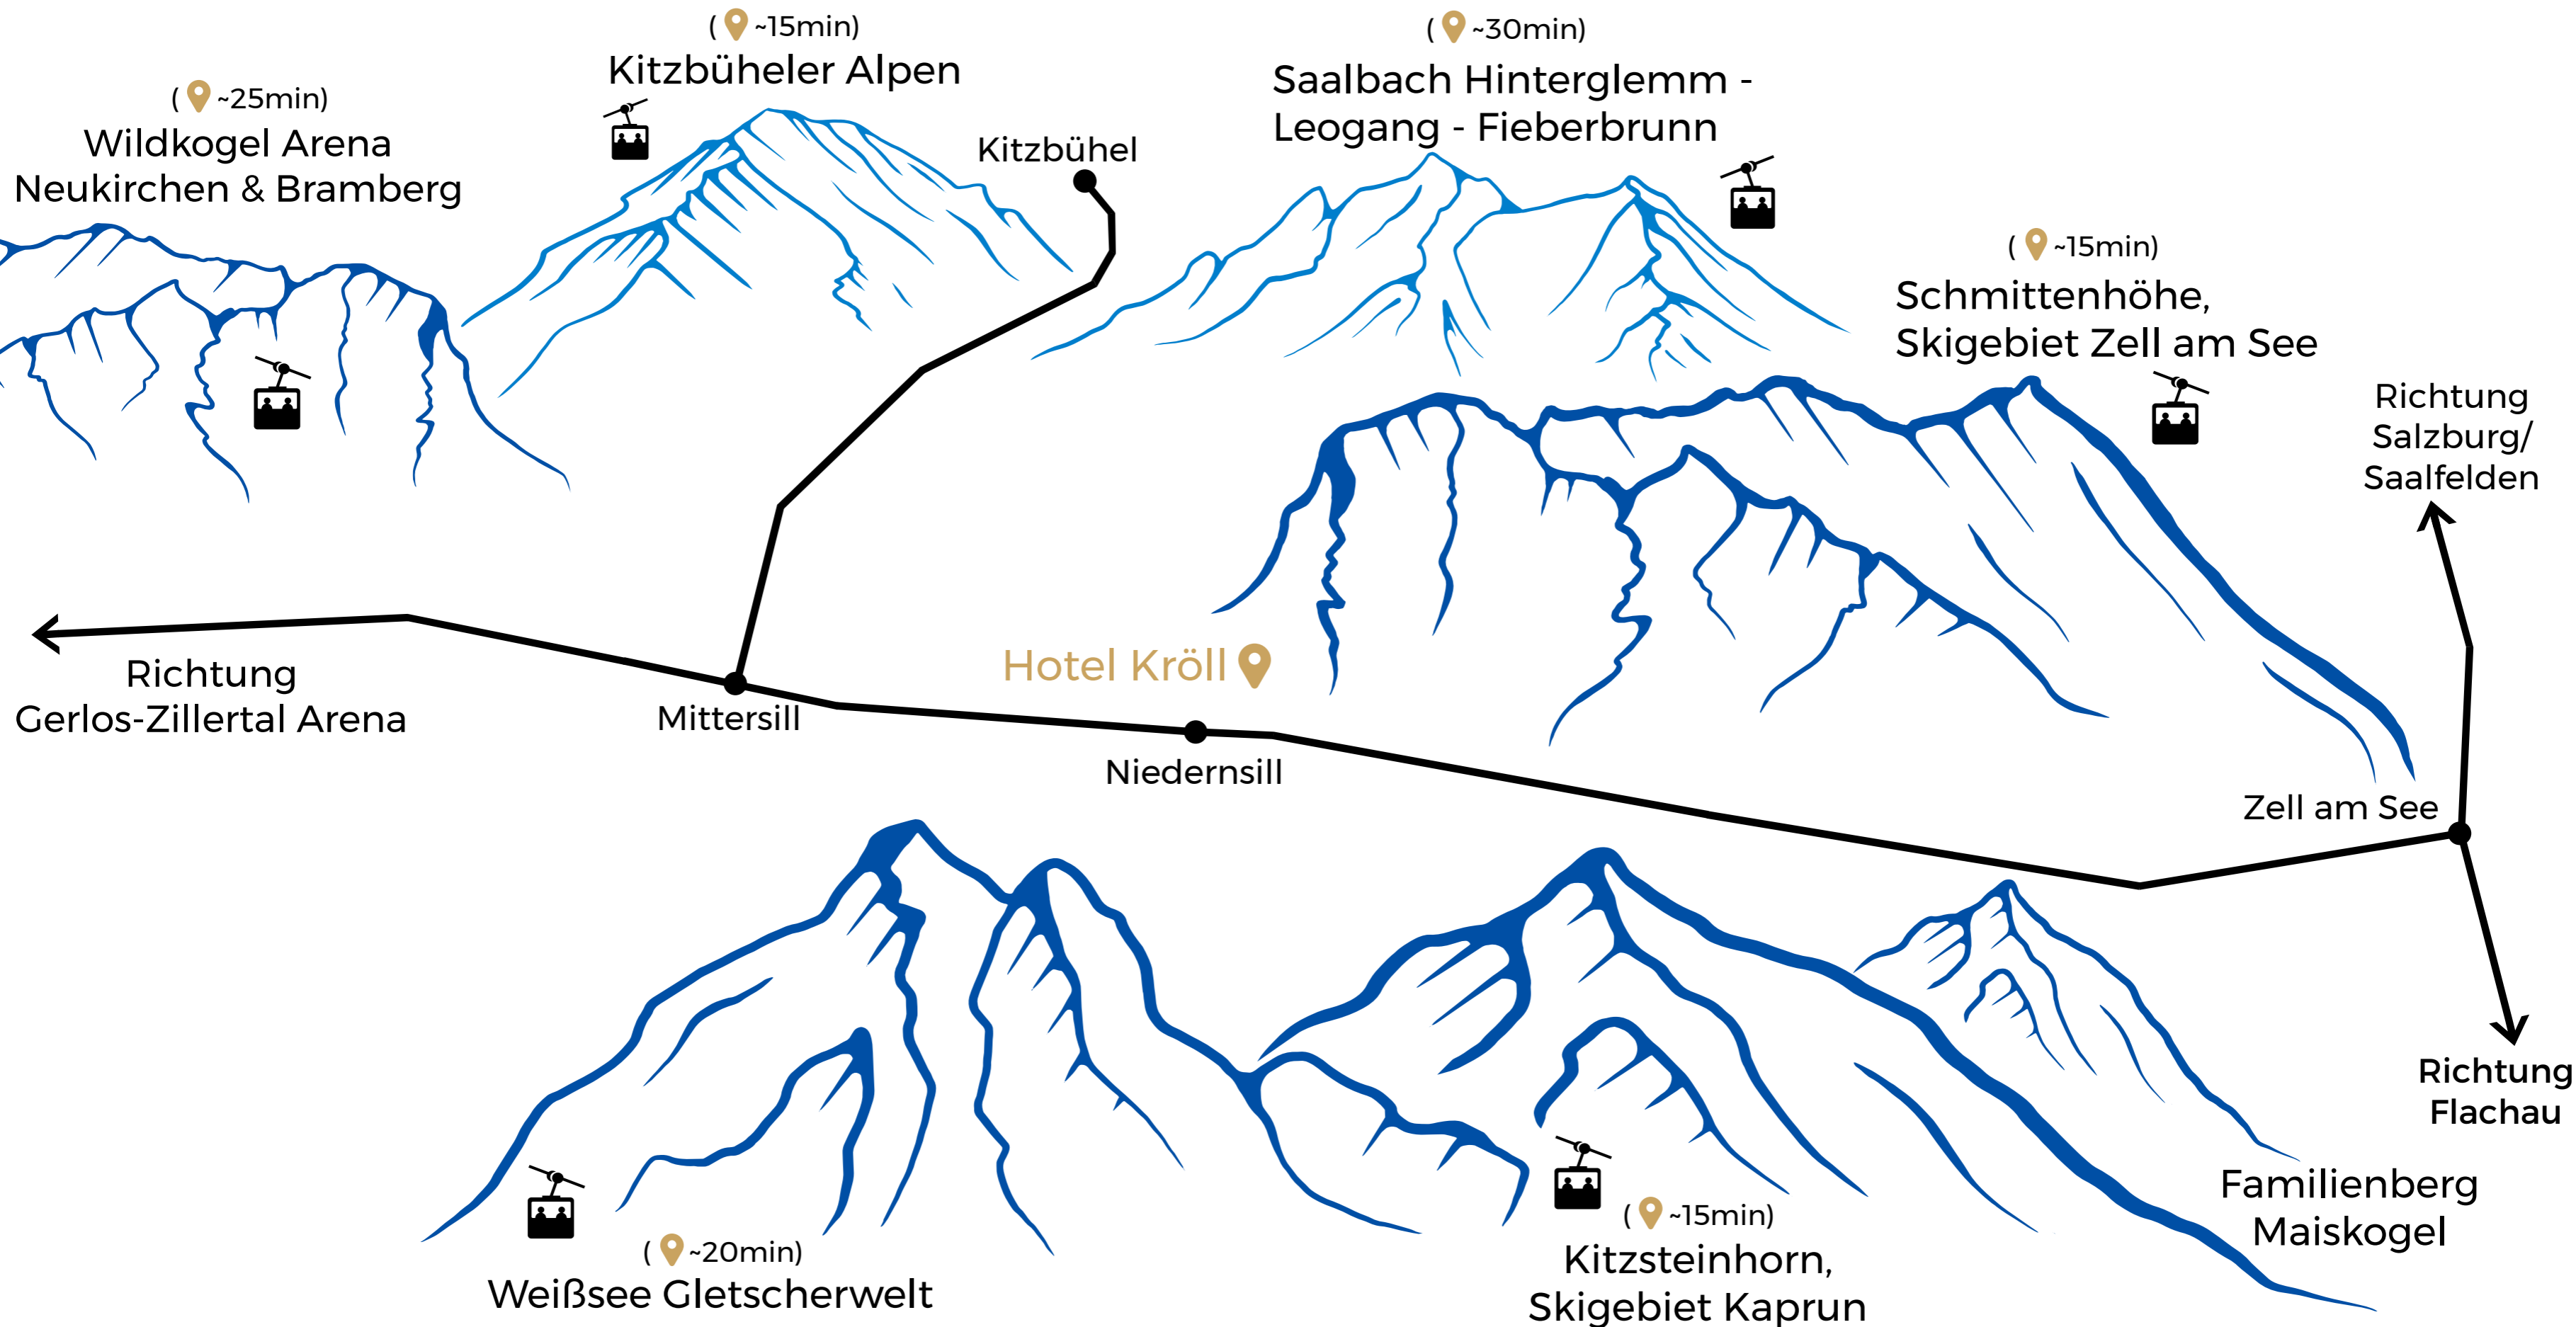 (~15min)
Kitzbüheler Alpen
(~30min)
Saalbach Hinterglemm -
Leogang - Fieberbrunn
(~25min)
Wildkogel Arena
Neukirchen & Bramberg
Kitzbühel
(~15min)
Schmittenhöhe,
Skigebiet Zell am See
Richtung
Salzburg/
Saalfelden
Richtung
Gerlos-Zillertal Arena
Mittersill
Hotel Kröll
Niedernsill
Zell am See
Richtung
Flachau
Familienberg
Maiskogel
(~20min)
Weißsee Gletscherwelt
(~15min)
Kitzsteinhorn,
Skigebiet Kaprun